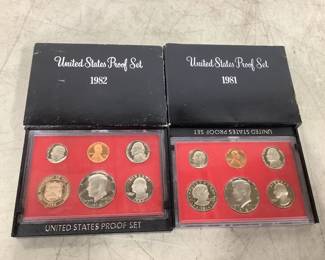 United States Proof Set
1982
United States Proof Set
1981
UNITED STATES PROOF SET
UNITED STATES PROOF SET